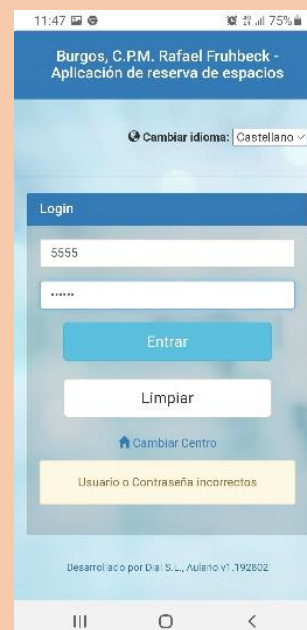 11:47 75%
Burgos, C.P.M. Rafael Fruhbeck -
Aplicación de reserva de espacios
Cambiar idioma: Castellano
Login
5555
......
Entrar
Limpiar
Cambiar Centro
Usuario o Contraseña incorrectos
Desarrollado por Dial S.L., Aulario v1.192802